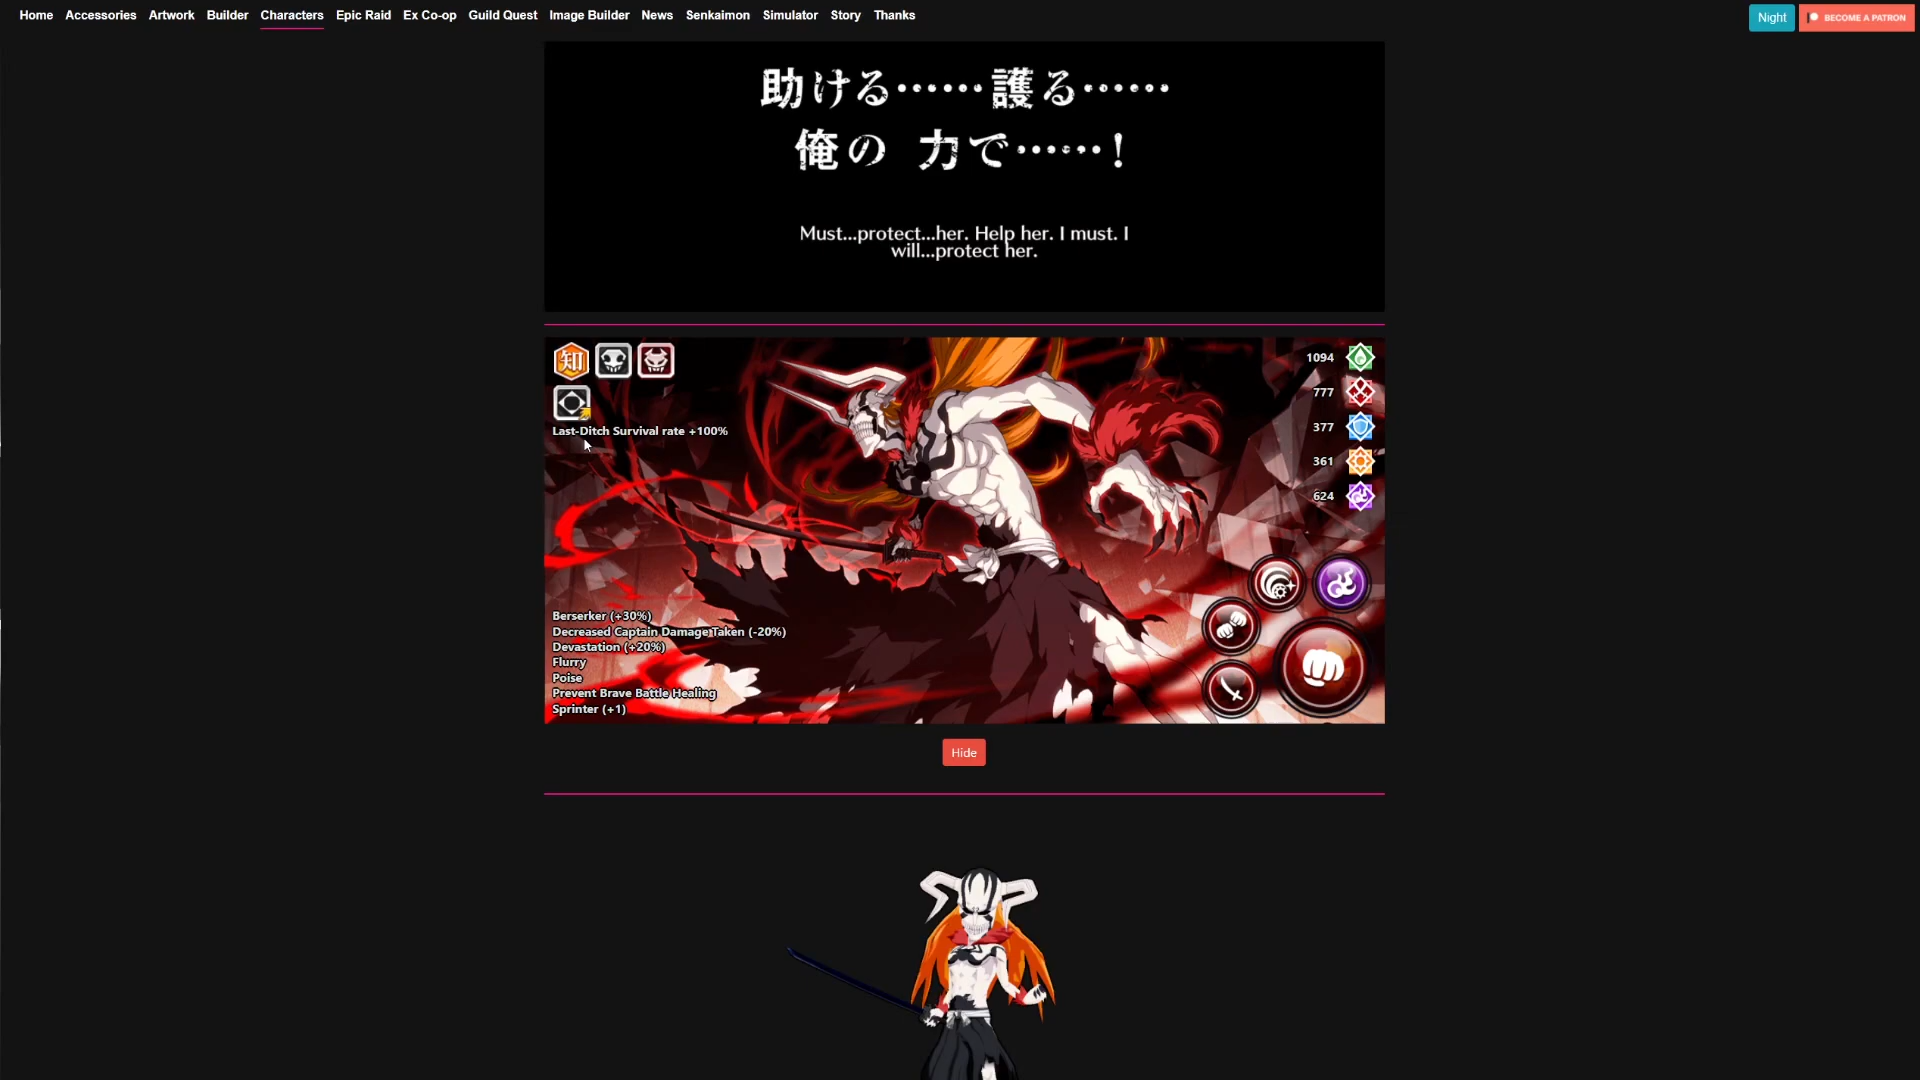 Home Accessories Artwork Builder Characters Epic Raid Ex Co-op Guild Quest Image Builder News Senkaimon Simulator Story Thanks
Night BECOME A PATRON
助ける……護る……
俺の 力で……！
Must...protect...her. Help her. I must. I
will...protect her.
知
Last-Ditch Survival rate +100%
1094
777
377
361
624
Berserker (+30%)
Decreased Captain Damage Taken (-20%)
Devastation (+20%)
Flurry
Poise
Prevent Brave Battle Healing
Sprinter (+1)
Hide